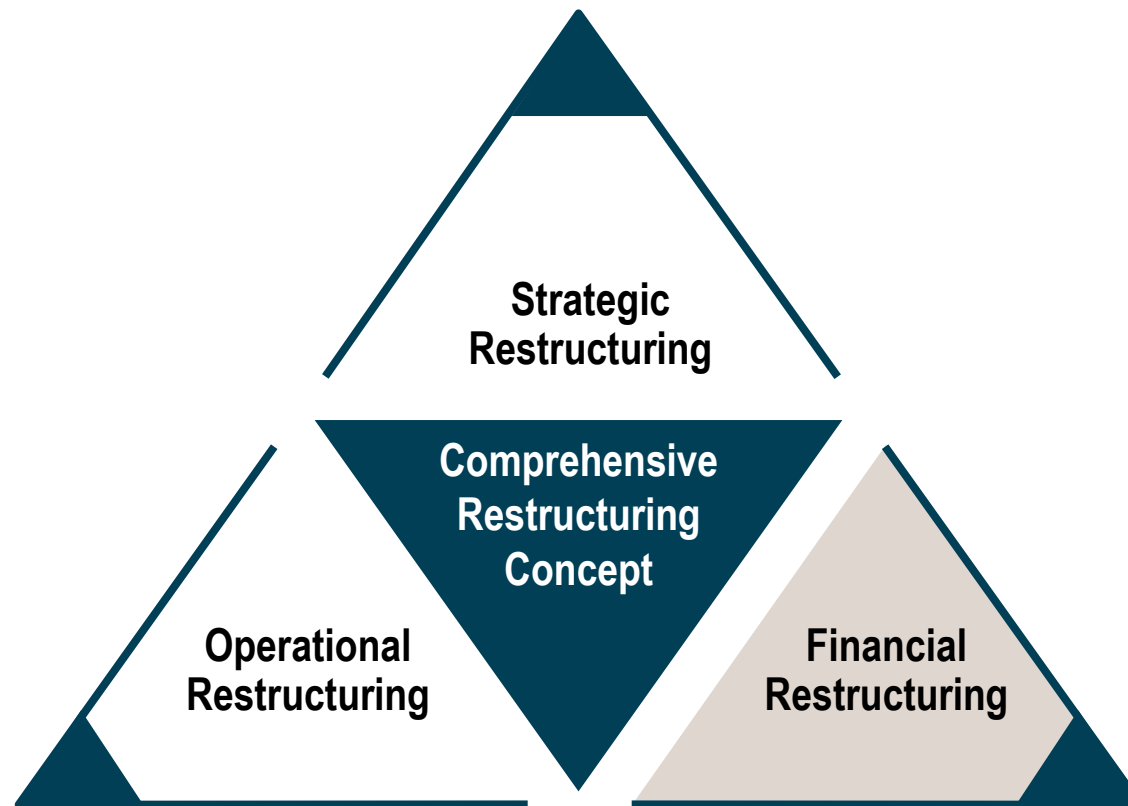 Strategic
Restructuring
Comprehensive
Restructuring
Concept
Operational
Restructuring
Financial
Restructuring